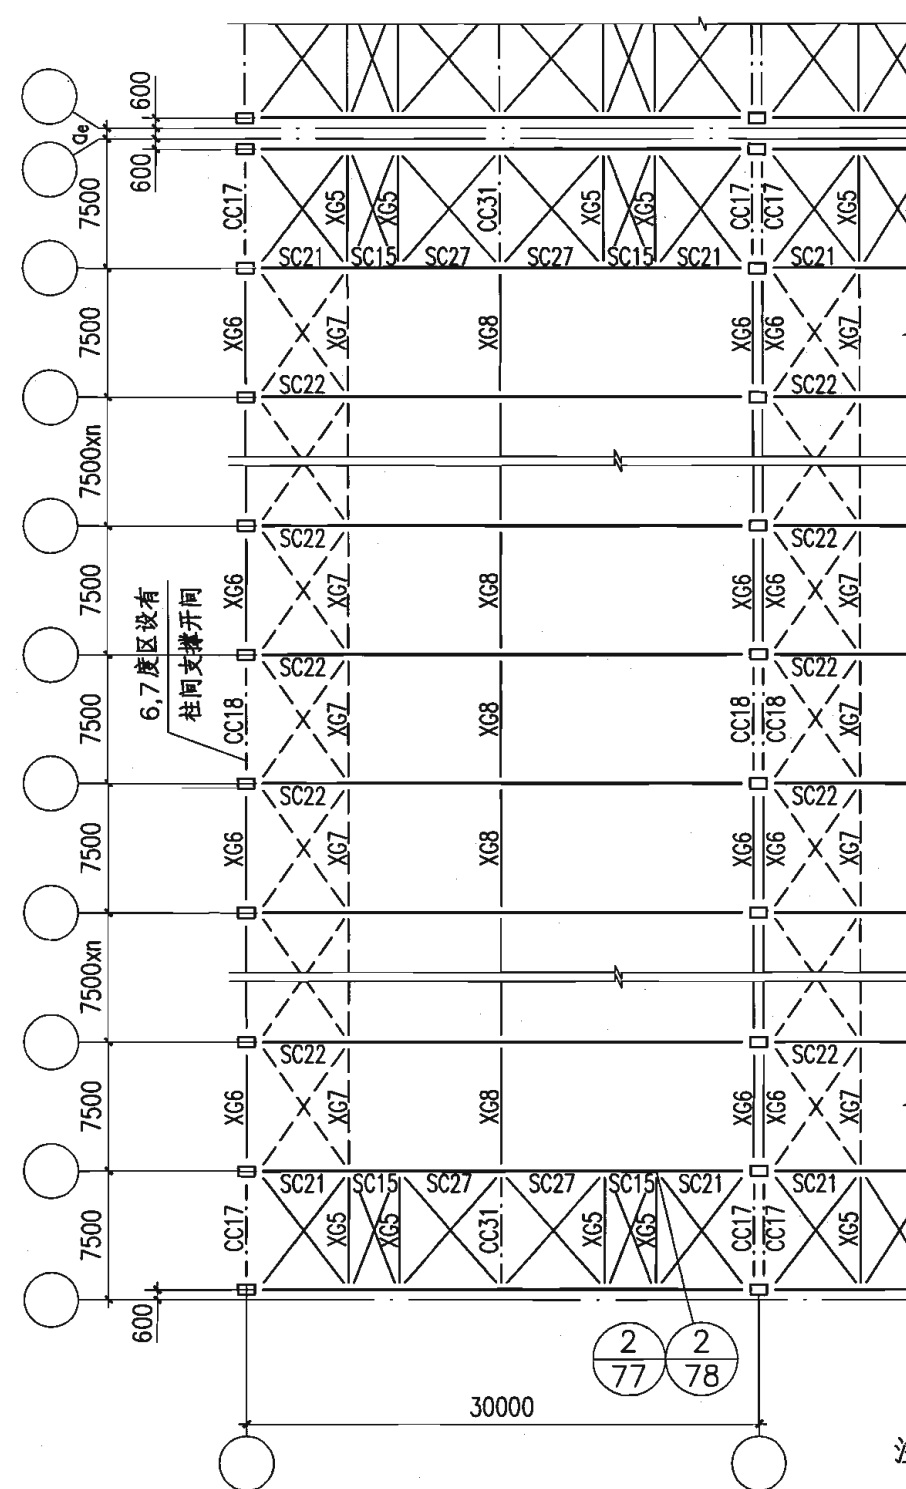 600
ae
600
7500
CC17 XG5 XG5 CC31 XG5 XG5 CC17 CC17 XG5
SC21 SC15 SC27 SC27 SC15 SC21 SC21
7500
XG6 XG7 XG8 XG6 XG6 XG7
SC22 SC22
7500xn
SC22 SC22
7500
XG6 XG7 XG8 XG6 XG6 XG7
6,7度区设有
柱间支撑开间
SC22 SC22
7500
CC18 XG7 XG8 CC18 CC18 XG7
SC22 SC22
7500
XG6 XG7 XG8 XG6 XG6 XG7
7500xn
SC22 SC22
7500
XG6 XG7 XG8 XG6 XG6 XG7
SC21 SC15 SC27 SC27 SC15 SC21 SC21
7500
CC17 XG5 XG5 CC31 XG5 XG5 CC17 CC17 XG5
600
2 2
77 78
30000